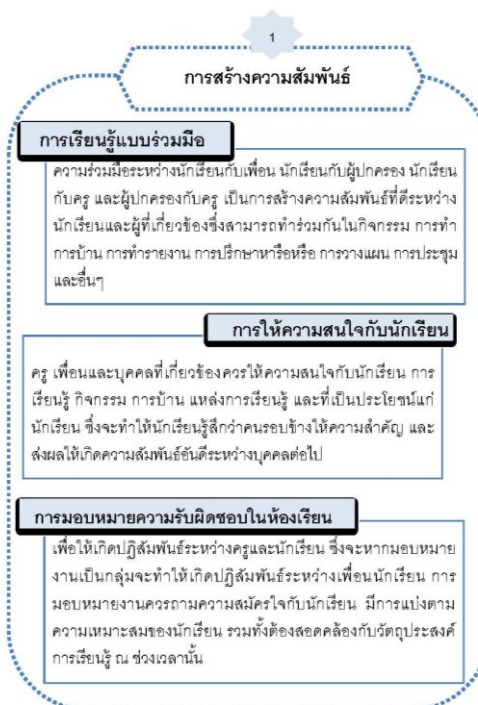 1
การสร้างความสัมพันธ์
การเรียนรู้แบบร่วมมือ
ความร่วมมือระหว่างนักเรียนกับเพื่อน นักเรียนกับผู้ปกครอง นักเรียน
กับครู และผู้ปกครองกับครู เป็นการสร้างความสัมพันธ์ที่ดีระหว่าง
นักเรียนและผู้ที่เกี่ยวข้องซึ่งสามารถทำร่วมกันในกิจกรรม การทำ
การบ้าน การทำรายงาน การปรึกษาหารือหรือ การวางแผน การประชุม
และอื่นๆ
การให้ความสนใจกับนักเรียน
ครู เพื่อนและบุคคลที่เกี่ยวข้องควรให้ความสนใจกับนักเรียน การ
เรียนรู้ กิจกรรม การบ้าน แหล่งการเรียนรู้ และที่เป็นประโยชน์แก่
นักเรียน ซึ่งจะทำให้นักเรียนรู้สึกว่าคนรอบข้างให้ความสำคัญ และ
ส่งผลให้เกิดความสัมพันธ์อันดีระหว่างบุคคลต่อไป
การมอบหมายความรับผิดชอบในห้องเรียน
เพื่อให้เกิดปฏิสัมพันธ์ระหว่างครูและนักเรียน ซึ่งจะหากมอบหมาย
งานเป็นกลุ่มจะทำให้เกิดปฏิสัมพันธ์ระหว่างเพื่อนนักเรียน การ
มอบหมายงานควรถามความสมัครใจกับนักเรียน มีการแบ่งตาม
ความเหมาะสมของนักเรียน รวมทั้งต้องสอดคล้องกับวัตถุประสงค์
การเรียนรู้ ณ ช่วงเวลานั้น